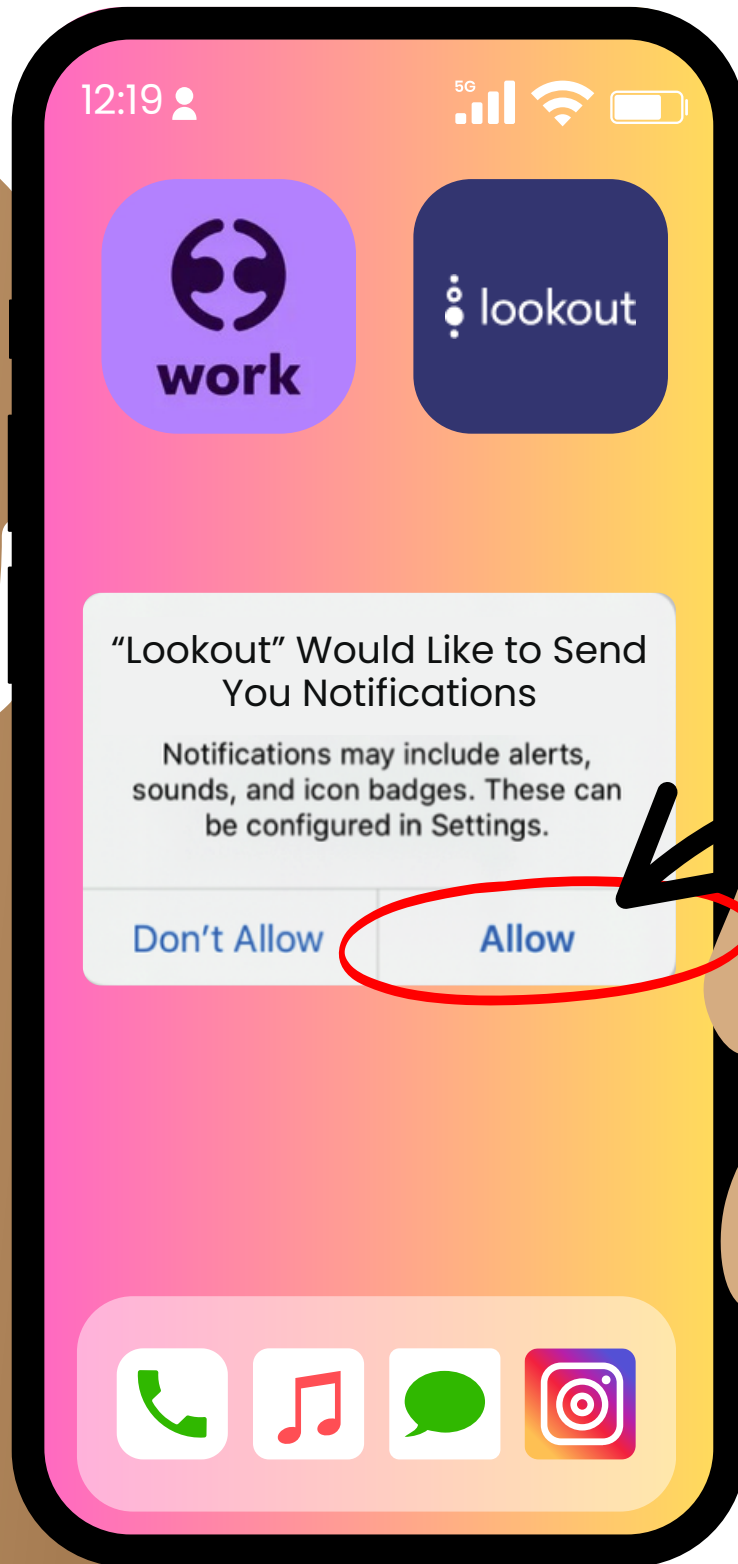 12:19
5G
work
lookout
“Lookout” Would Like to Send
You Notifications
Notifications may include alerts,
sounds, and icon badges. These can
be configured in Settings.
Don’t Allow
Allow